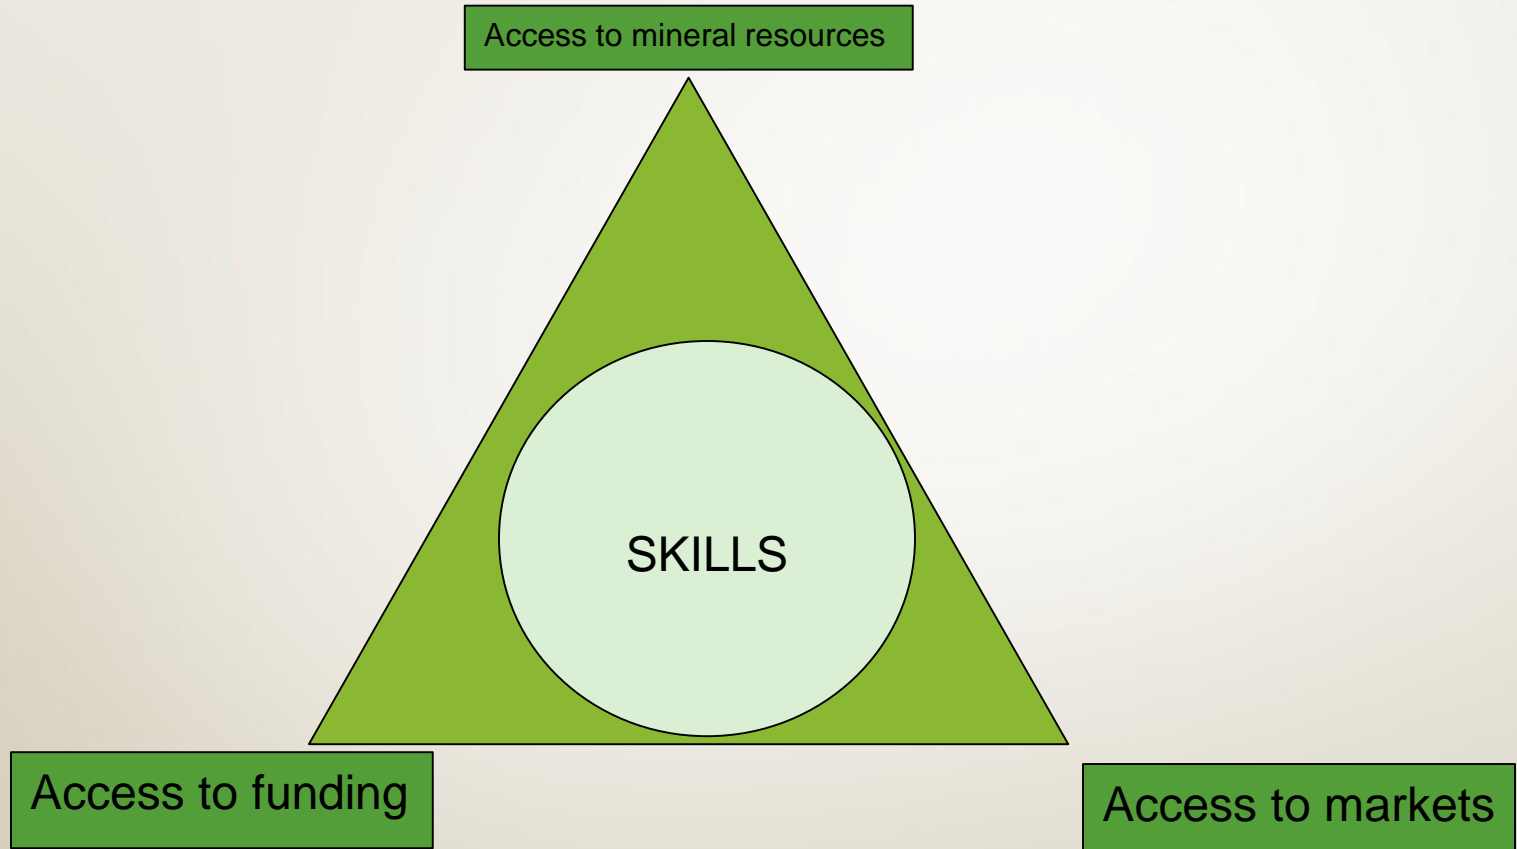 Access to mineral resources
SKILLS
Access to funding
Access to markets